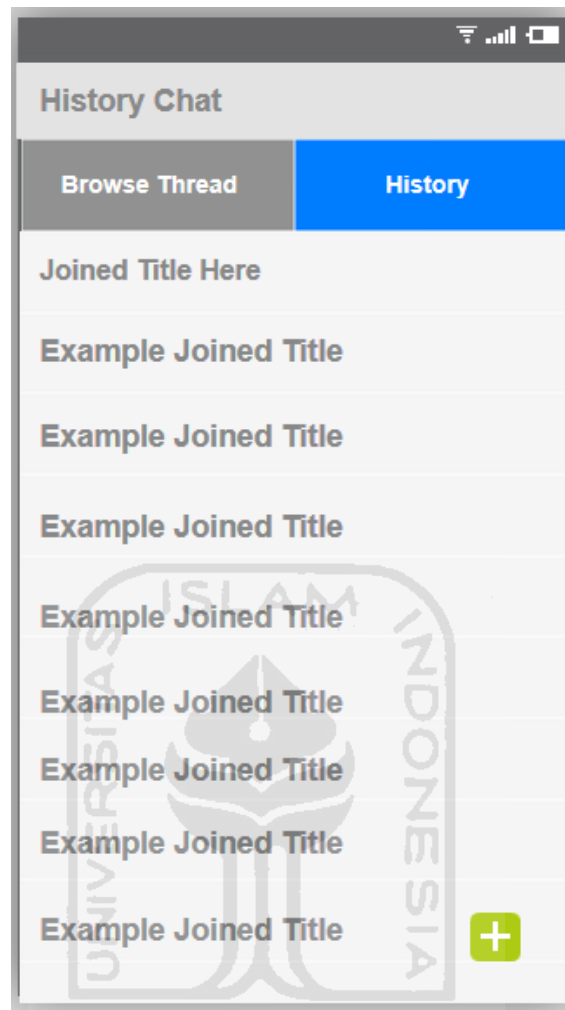 History Chat
Browse Thread
History
Joined Title Here
Example Joined Title
Example Joined Title
Example Joined Title
Example Joined Title
Example Joined Title
Example Joined Title
Example Joined Title
Example Joined Title
UNIVERSITAS
ISLAM
INDONESIA